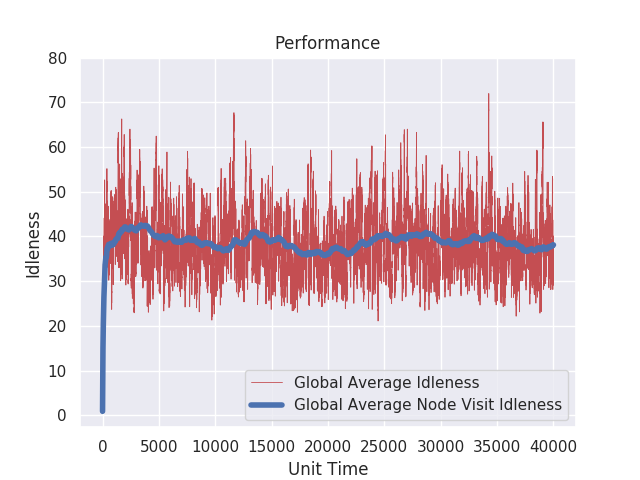 Performance
80
70
60
50
40
30
20
10
0
Idleness
Global Average Idleness
Global Average Node Visit Idleness
0 5000 10000 15000 20000 25000 30000 35000 40000
Unit Time